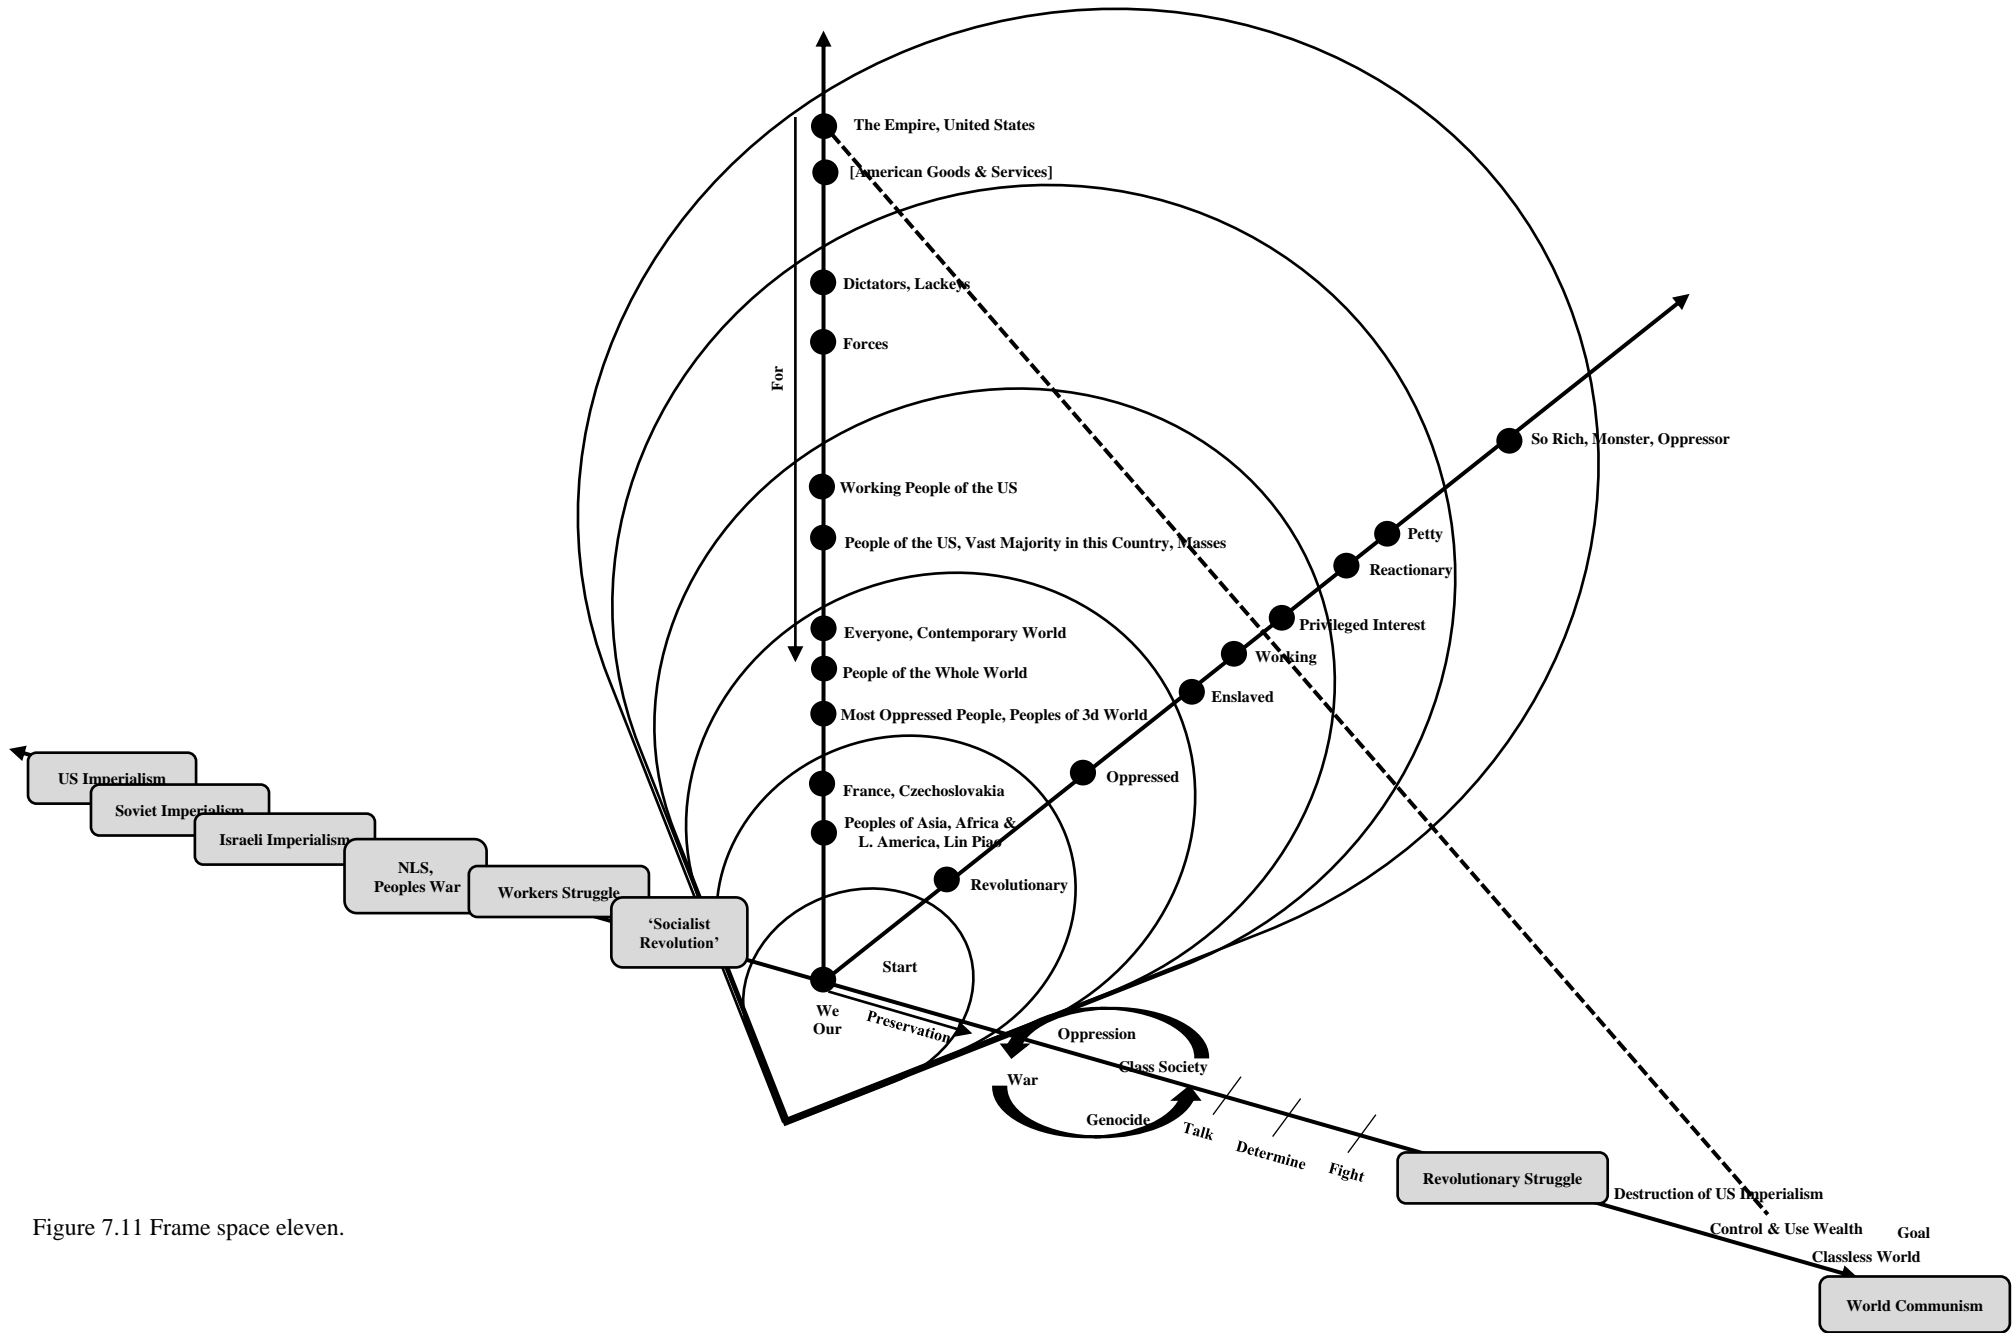 The Empire, United States
[American Goods & Services]
Dictators, Lackeys
Forces
For
So Rich, Monster, Oppressor
Working People of the US
People of the US, Vast Majority in this Country, Masses
Petty
Reactionary
Privileged Interest
Everyone, Contemporary World
Working
People of the Whole World
Enslaved
Most Oppressed People, Peoples of 3d World
Oppressed
France, Czechoslovakia
Peoples of Asia, Africa &
L. America, Lin Piao
Revolutionary
US Imperialism
Soviet Imperialism
Israeli Imperialism
NLS,
Peoples War
Workers Struggle
‘Socialist
Revolution’
Start
We
Our
Preservation
Oppression
Class Society
War
Genocide
Talk
Determine
Fight
Revolutionary Struggle
Destruction of US Imperialism
Control & Use Wealth
Goal
Classless World
World Communism
Figure 7.11 Frame space eleven.